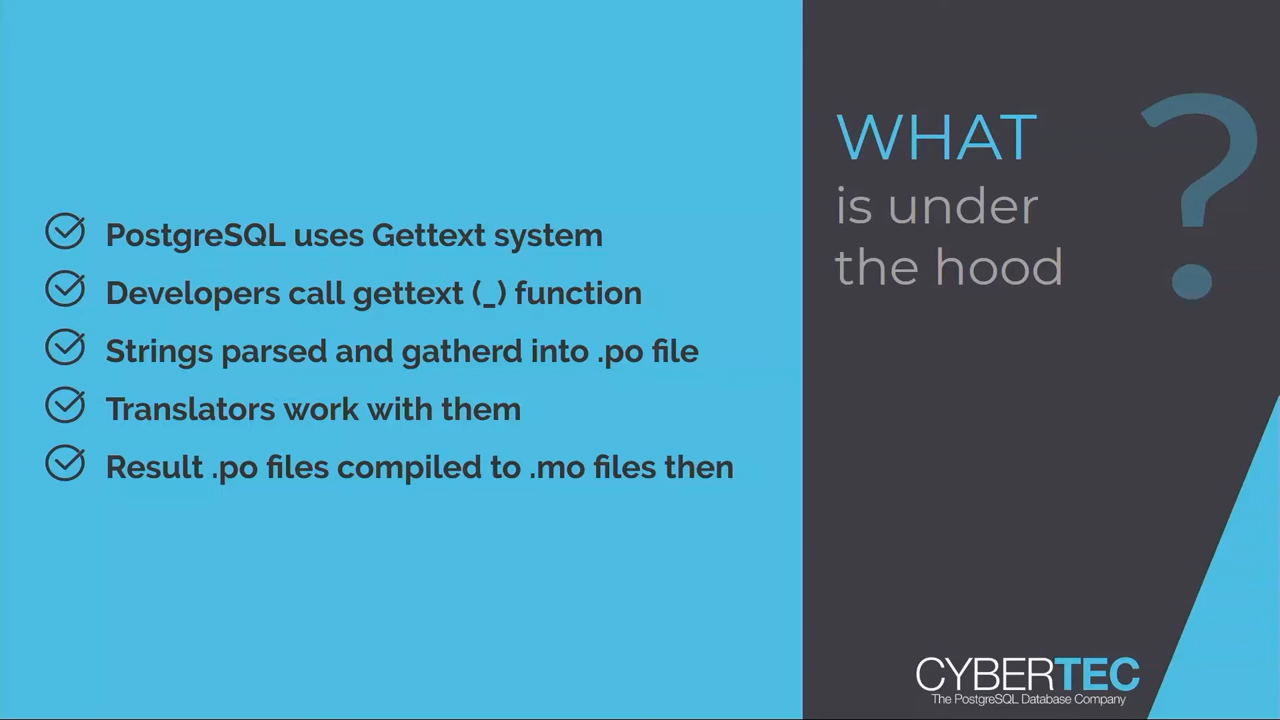 PostgreSQL uses Gettext system
Developers call gettext (_) function
Strings parsed and gatherd into .po file
Translators work with them
Result .po files compiled to .mo files then
WHAT
is under
the hood
?
CYBERTEC
The PostgreSQL Database Company